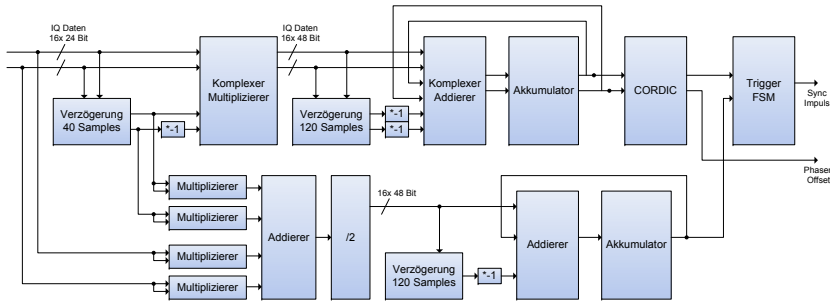 IQ Daten
16x 24 Bit
IQ Daten
16x 48 Bit
Komplexer
Multiplizierer
Komplexer
Addierer
Akkumulator
CORDIC
Trigger
FSM
Sync
Impuls
Verzögerung
40 Samples
*-1
Verzögerung
120 Samples
*-1
*-1
Phasen
Offset
Multiplizierer
Multiplizierer
Multiplizierer
Multiplizierer
Addierer
/2
16x 48 Bit
Verzögerung
120 Samples
*-1
Addierer
Akkumulator